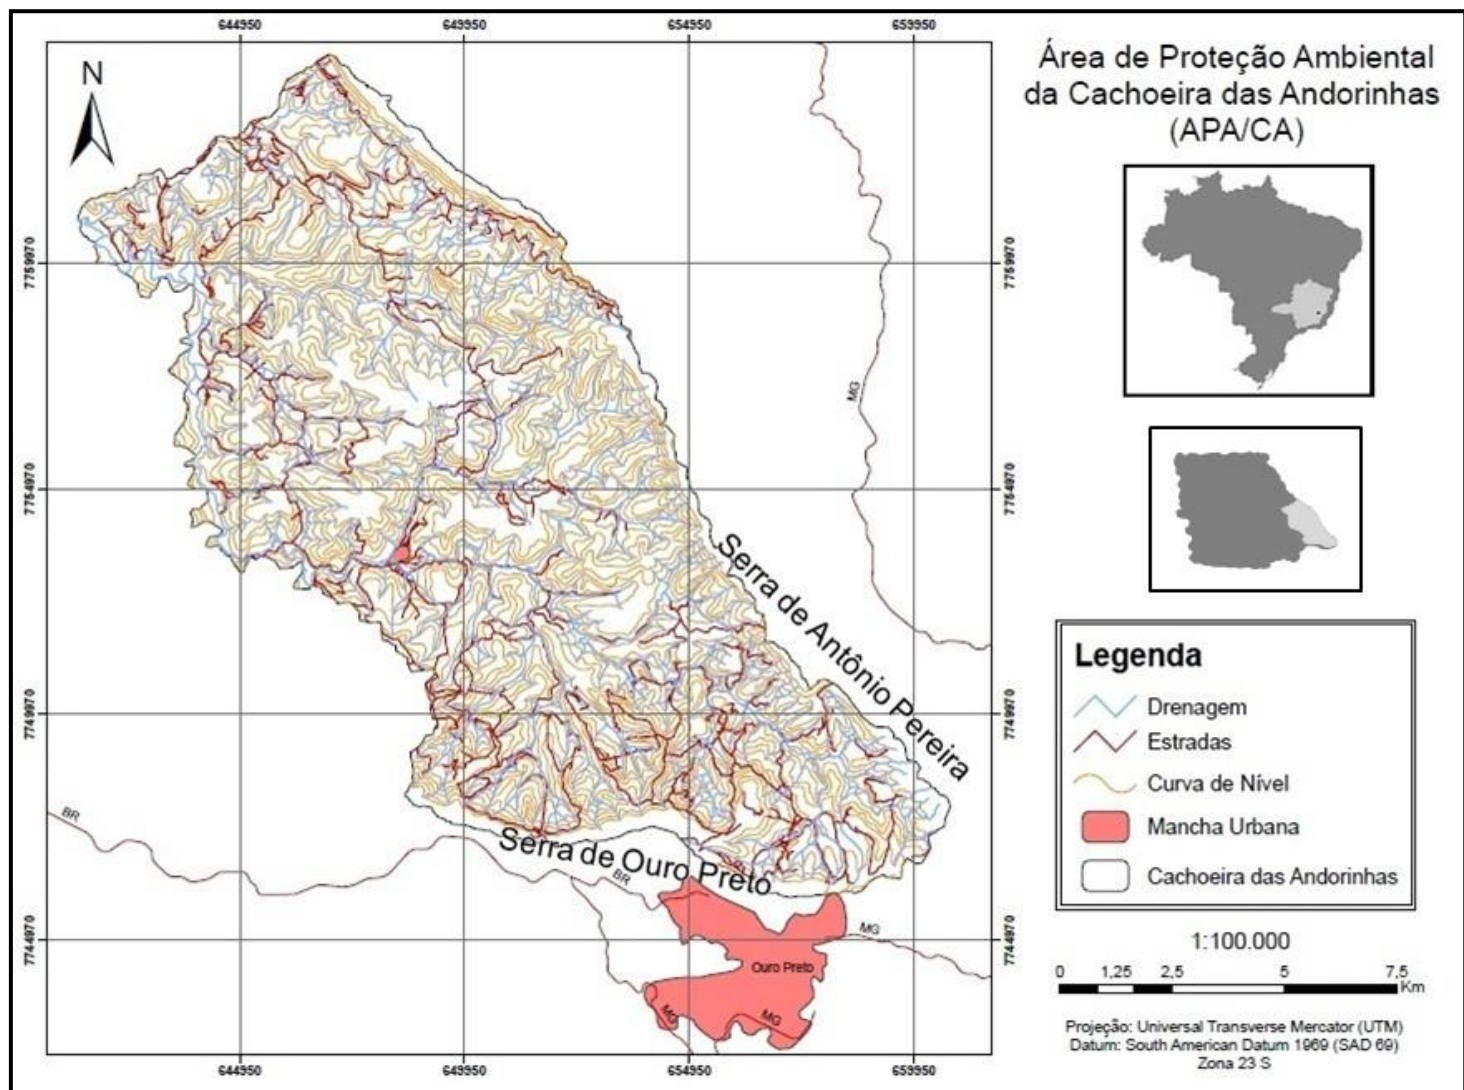 644950
649950
654950
659950
N
Área de Proteção Ambiental
da Cachoeira das Andorinhas
(APA/CA)
7759970
7759970
MG
7754970
7754970
Serra de Antônio Pereira
7749970
7749970
Legenda
Drenagem
Estradas
Curva de Nível
Mancha Urbana
Cachoeira das Andorinhas
BR
Serra de Ouro Preto
BR
MG
7744970
7744970
Ouro Preto
MG
MG
1:100.000
0 1,25 2,5 5 7,5
Km
Projeção: Universal Transverse Mercator (UTM)
Datum: South American Datum 1969 (SAD 69)
Zona 23 S
644950
649950
654950
659950